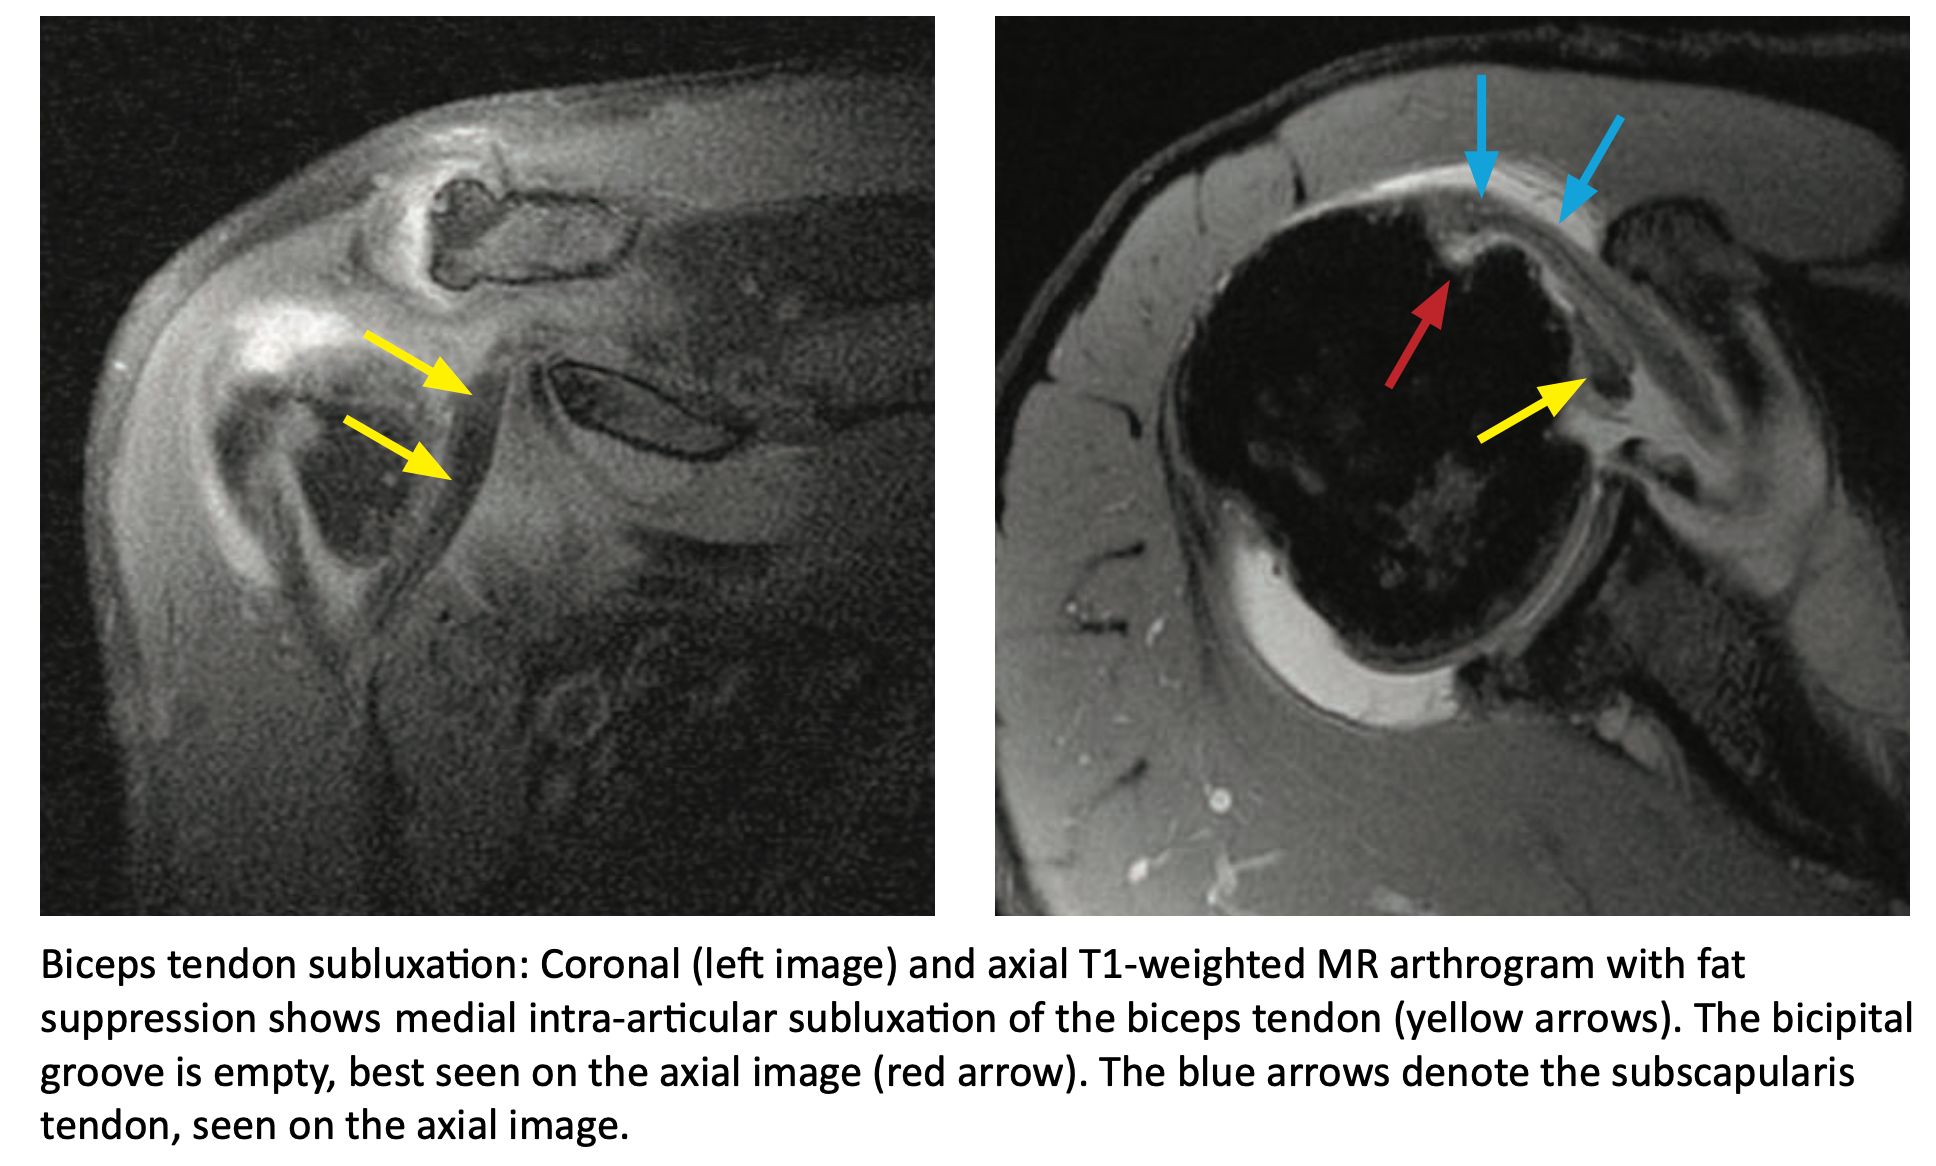 Biceps tendon subluxation: Coronal (left image) and axial T1-weighted MR arthrogram with fat
suppression shows medial intra-articular subluxation of the biceps tendon (yellow arrows). The bicipital
groove is empty, best seen on the axial image (red arrow). The blue arrows denote the subscapularis
tendon, seen on the axial image.